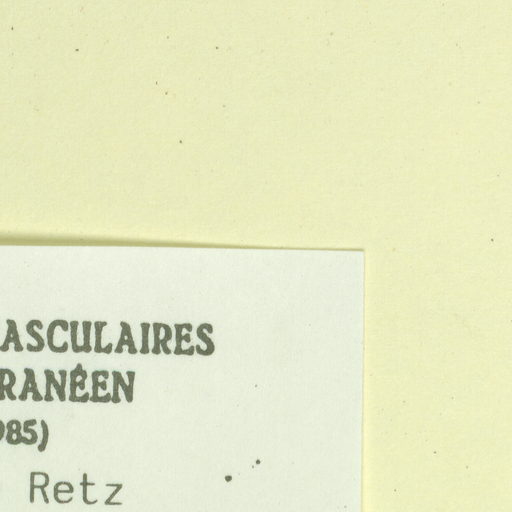 ASCULAIRES
RANÉEN
985)
Retz